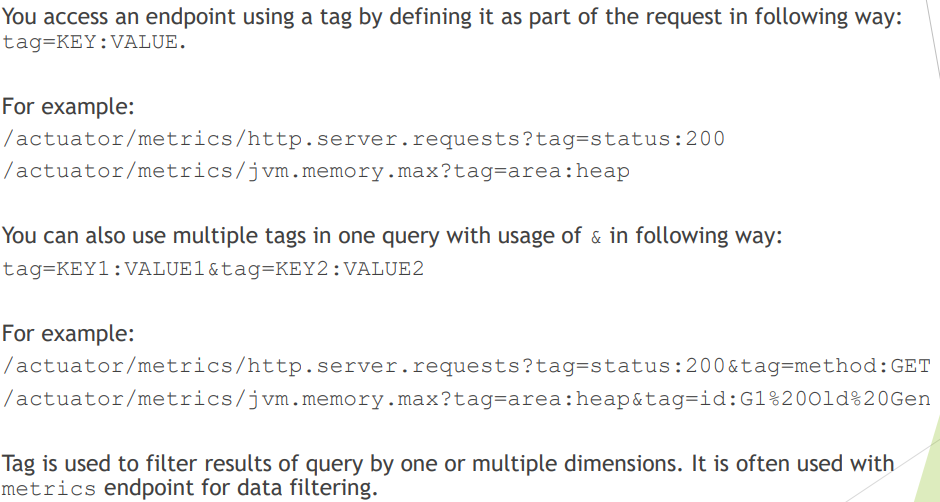 You access an endpoint using a tag by defining it as part of the request in following way:
tag=KEY:VALUE.
For example:
/actuator/metrics/http.server.requests?tag=status:200
/actuator/metrics/jvm.memory.max?tag=area:heap
You can also use multiple tags in one query with usage of & in following way:
tag=KEY1:VALUE1&tag=KEY2:VALUE2
For example:
/actuator/metrics/http.server.requests?tag=status:200&tag=method:GET
/actuator/metrics/jvm.memory.max?tag=area:heap&tag=id:G1%20Old%20Gen
Tag is used to filter results of query by one or multiple dimensions. It is often used with
metrics endpoint for data filtering.